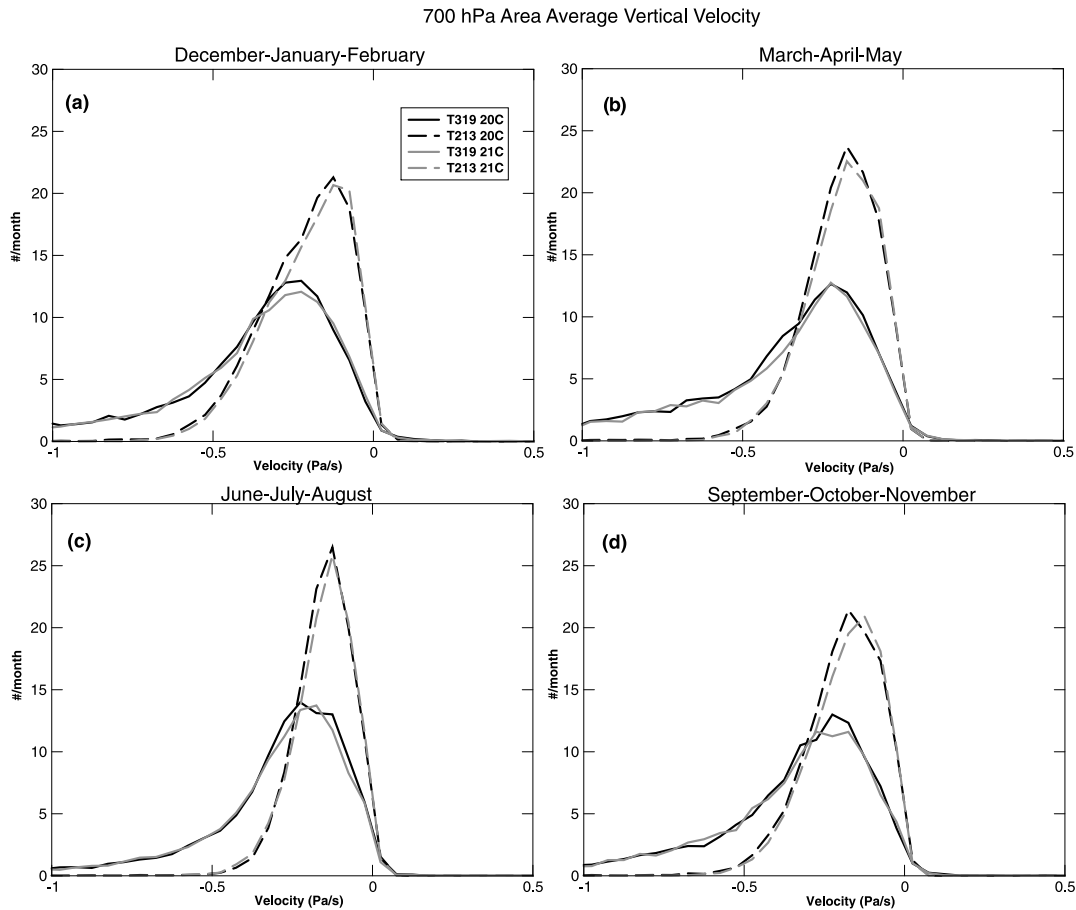 700 hPa Area Average Vertical Velocity
December-January-February
30
25
20
15
10
5
0
#/month
(a)
T319 20C
T213 20C
T319 21C
T213 21C
-1
-0.5
0
0.5
Velocity (Pa/s)
March-April-May
30
25
20
15
10
5
0
#/month
(b)
-1
-0.5
0
0.5
Velocity (Pa/s)
June-July-August
30
25
20
15
10
5
0
#/month
(c)
-1
-0.5
0
0.5
Velocity (Pa/s)
September-October-November
30
25
20
15
10
5
0
#/month
(d)
-1
-0.5
0
0.5
Velocity (Pa/s)